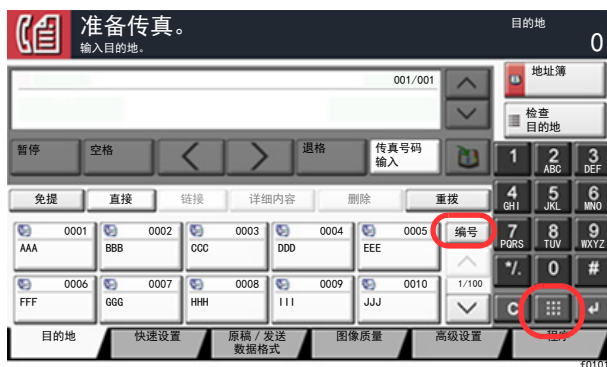 准备传真。
输入目的地。
目的地
0
001/001
地址簿
检查
目的地
暂停
空格
退格
传真号码
输入
1
2
ABC
3
DEF
免提
直接
链接
详细内容
删除
重拨
4
GHI
5
JKL
6
MNO
0001
AAA
0002
BBB
0003
CCC
0004
DDD
0005
EEE
编号
7
PQRS
8
TUV
9
WXYZ
*/.
0
#
0006
FFF
0007
GGG
0008
HHH
0009
III
0010
JJJ
1/100
C
目的地
快速设置
原稿 / 发送
数据格式
图像质量
高级设置
程序
f0101